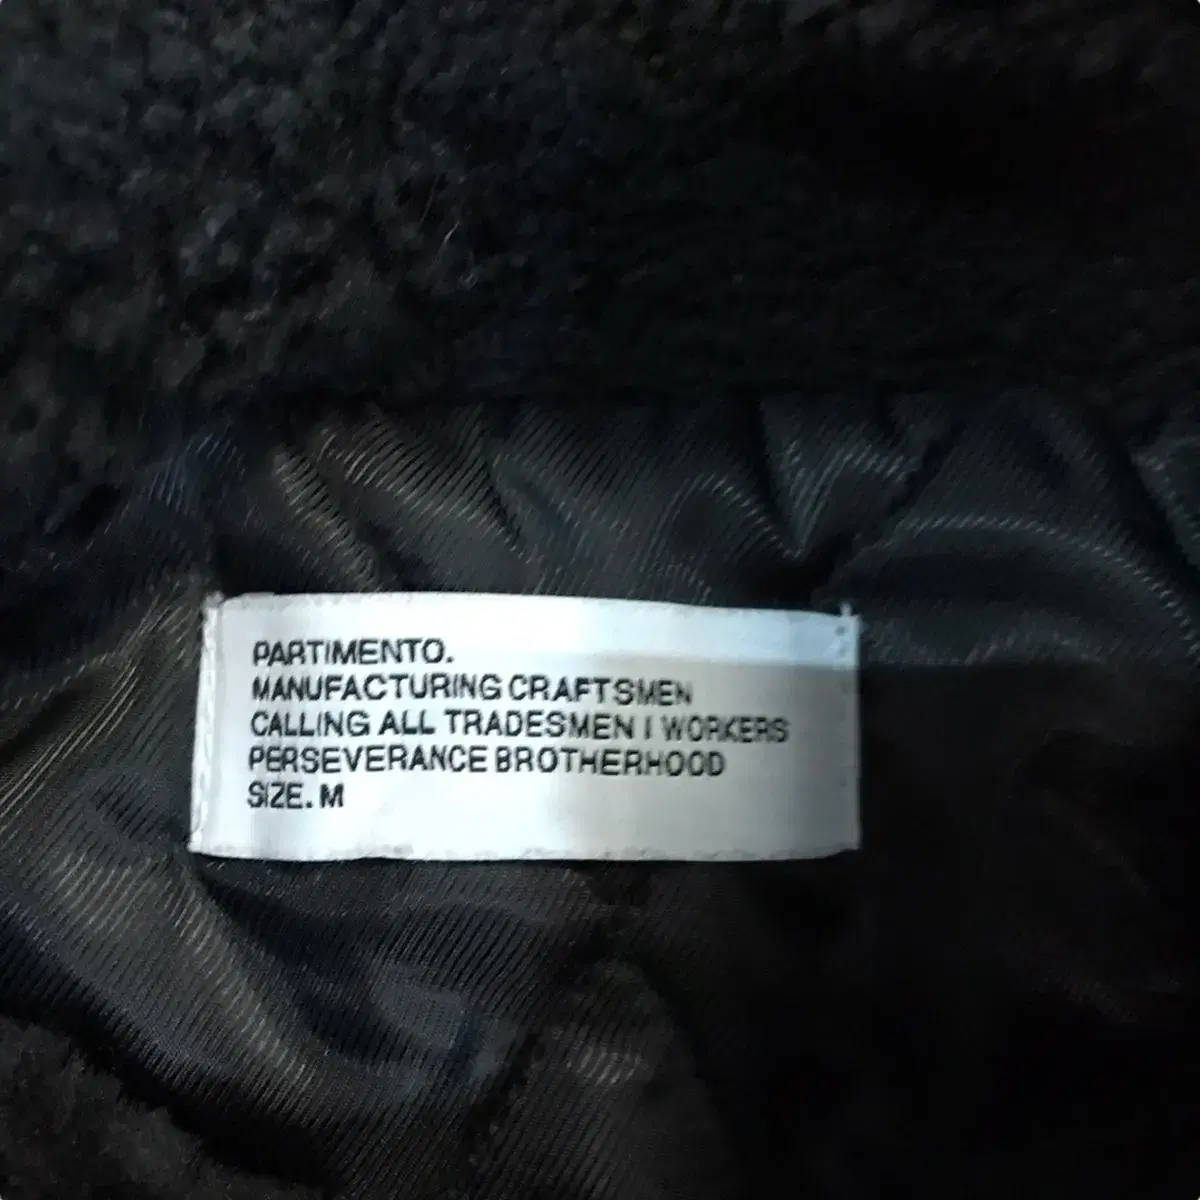 PARTIMENTO.
MANUFACTURING CRAFTSMEN
CALLING ALL TRADESMEN I WORKERS
PERSEVERANCE BROTHERHOOD
SIZE. M